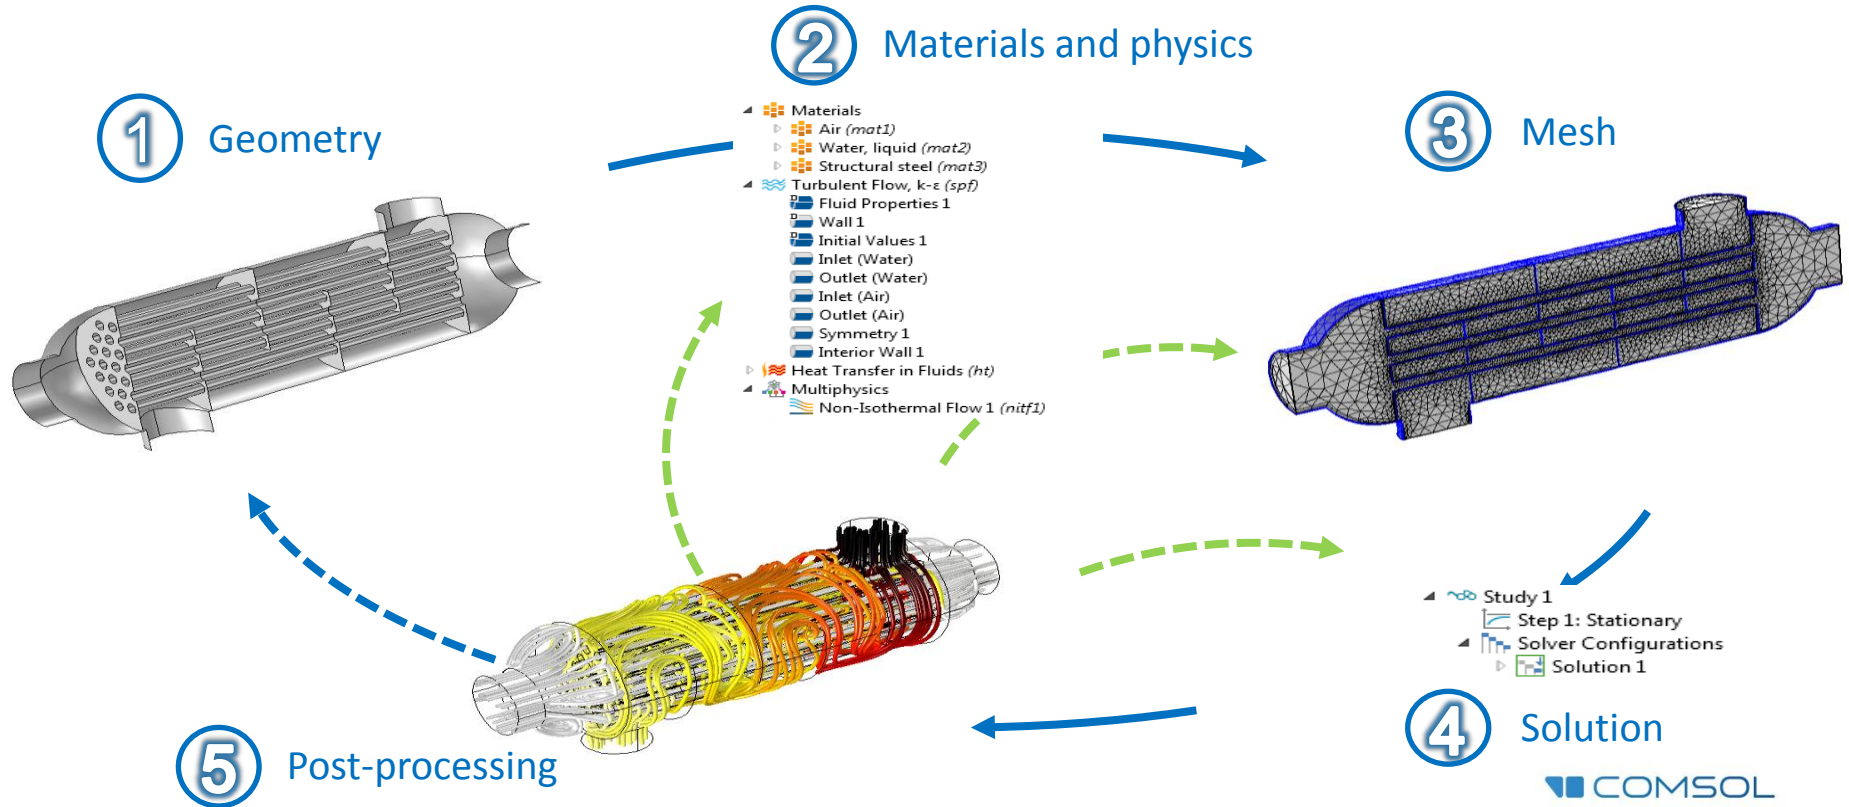 1 Geometry
2 Materials and physics
Materials
Air (mat1)
Water, liquid (mat2)
Structural steel (mat3)
Turbulent Flow, k-ε (spf)
Fluid Properties 1
Wall 1
Initial Values 1
Inlet (Water)
Outlet (Water)
Inlet (Air)
Outlet (Air)
Symmetry 1
Interior Wall 1
Heat Transfer in Fluids (ht)
Multiphysics
Non-Isothermal Flow 1 (nitf1)
3 Mesh
Study 1
Step 1: Stationary
Solver Configurations
Solution 1
4 Solution
5 Post-processing
COMSOL